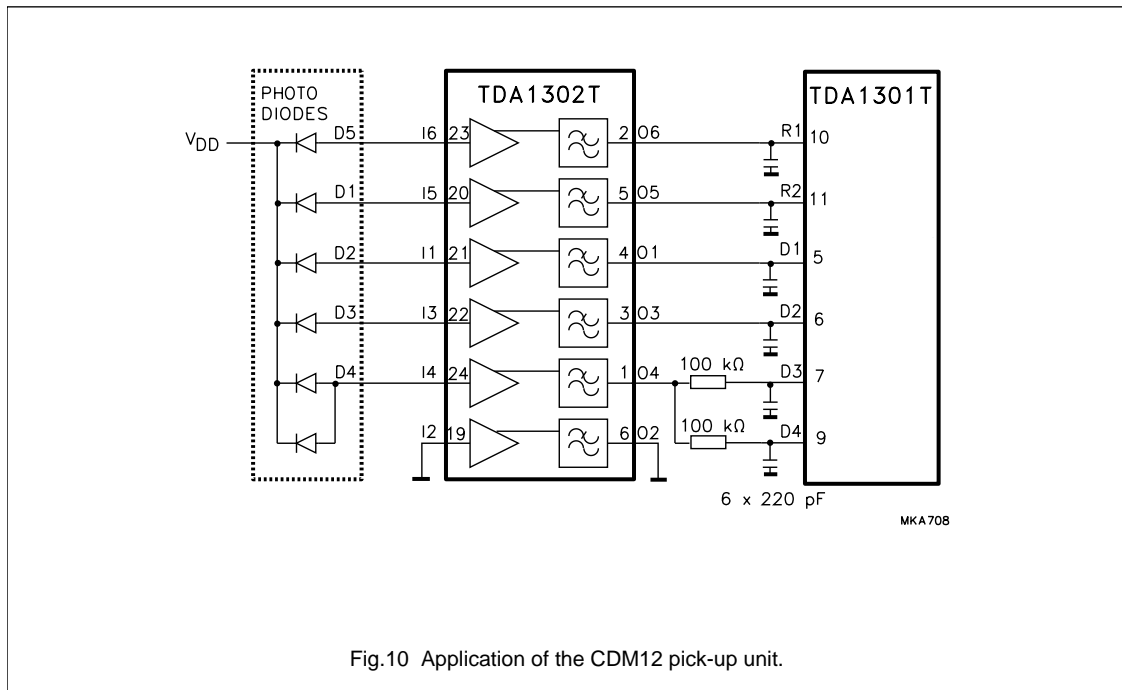 PHOTO
DIODES
TDA1302T
TDA1301T
VDD
D5 I6 23 2 O6 R1 10
D1 I5 20 5 O5 R2 11
D2 I1 21 4 O1 D1 5
D3 I3 22 3 O3 D2 6
D4 I4 24 1 O4 100 kΩ D3 7
I2 19 6 O2 100 kΩ D4 9
6 x 220 pF
MKA708
Fig.10 Application of the CDM12 pick-up unit.